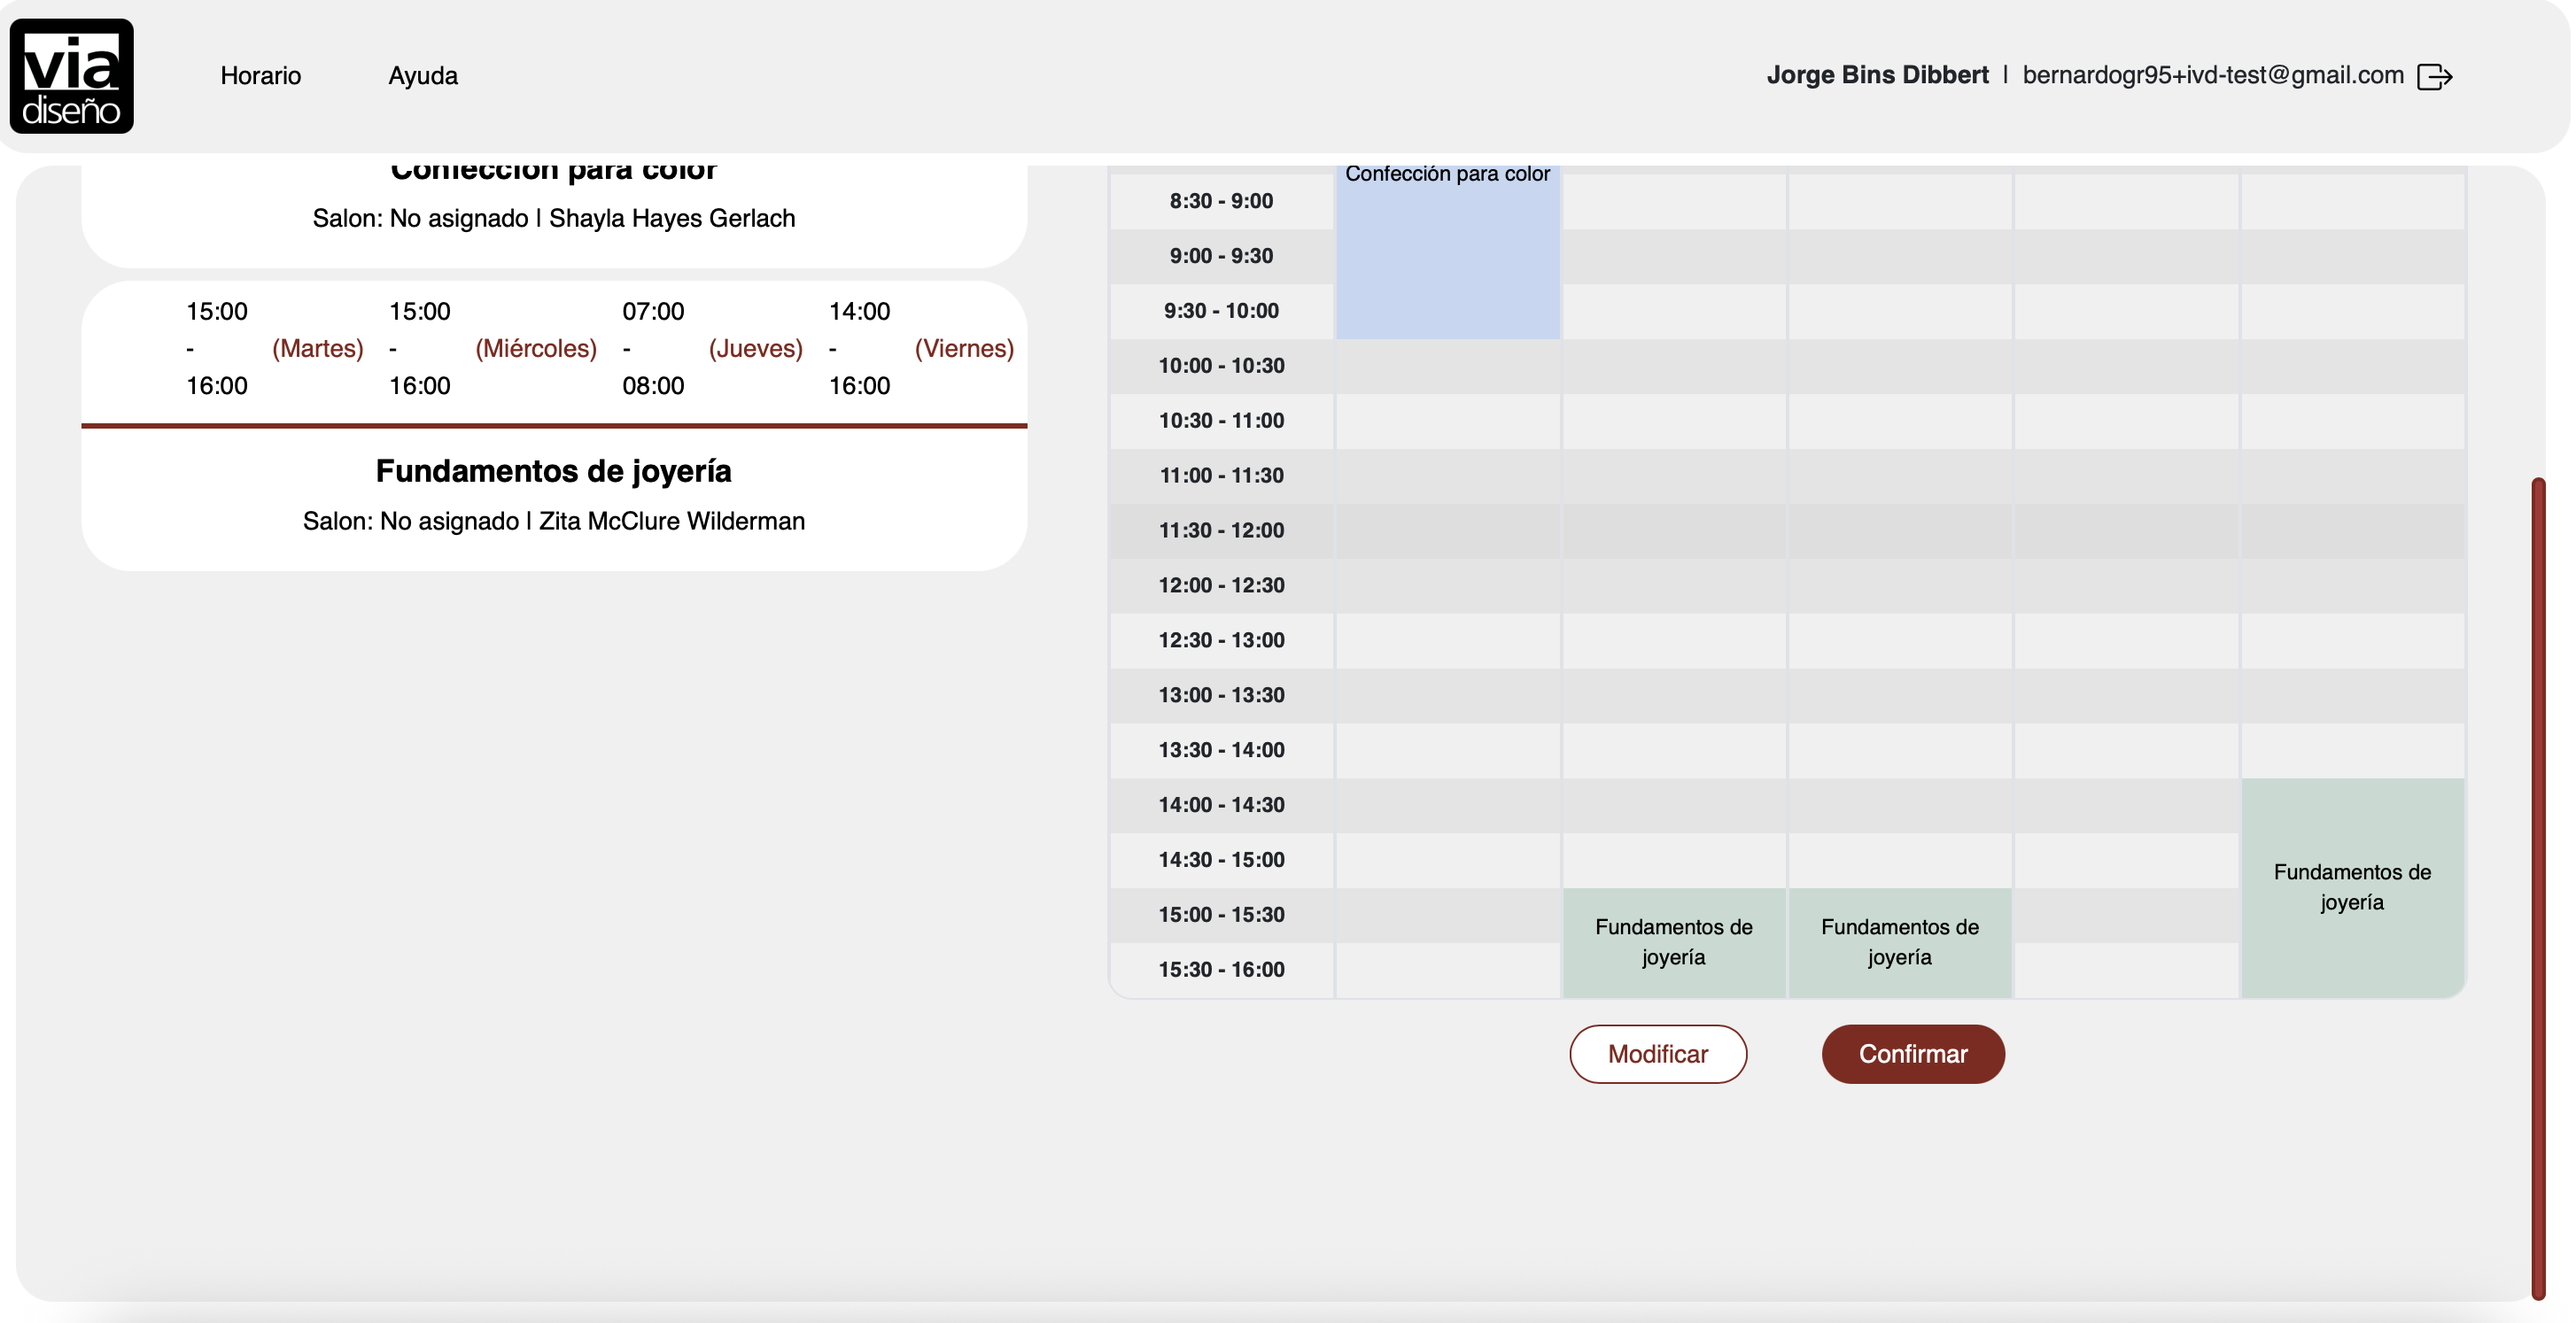 via
diseño
Horario
Ayuda
Jorge Bins Dibbert | bernardogr95+ivd-test@gmail.com
Confección para color
Salon: No asignado | Shayla Hayes Gerlach
15:00
-
16:00
(Martes)
15:00
-
16:00
(Miércoles)
07:00
-
08:00
(Jueves)
14:00
-
16:00
(Viernes)
Fundamentos de joyería
Salon: No asignado | Zita McClure Wilderman
Confección para color
8:30 - 9:00
9:00 - 9:30
9:30 - 10:00
10:00 - 10:30
10:30 - 11:00
11:00 - 11:30
11:30 - 12:00
12:00 - 12:30
12:30 - 13:00
13:00 - 13:30
13:30 - 14:00
14:00 - 14:30
14:30 - 15:00
15:00 - 15:30
15:30 - 16:00
Fundamentos de
joyería
Fundamentos de
joyería
Fundamentos de
joyería
Modificar
Confirmar